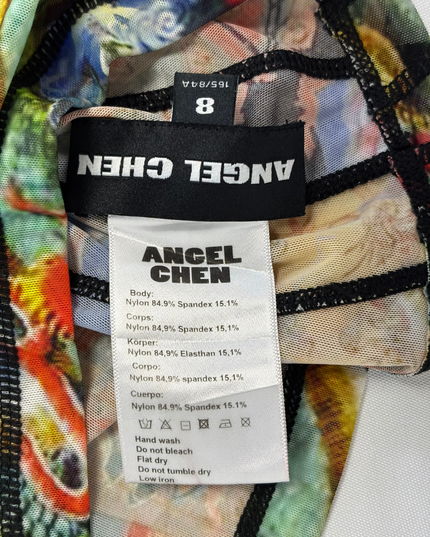 165/84A
8
ANGEL CHEN
ANGEL
CHEN
Body:
Nylon 84.9% Spandex 15.1%
Corps:
Nylon 84,9% Spandex 15,1%
Körper:
Nylon 84,9% Elasthan 15,1%
Corpo:
Nylon 84,9% spandex 15,1%
Cuerpo:
Nylon 84.9% Spandex 15.1%
Hand wash
Do not bleach
Flat dry
Do not tumble dry
Low iron